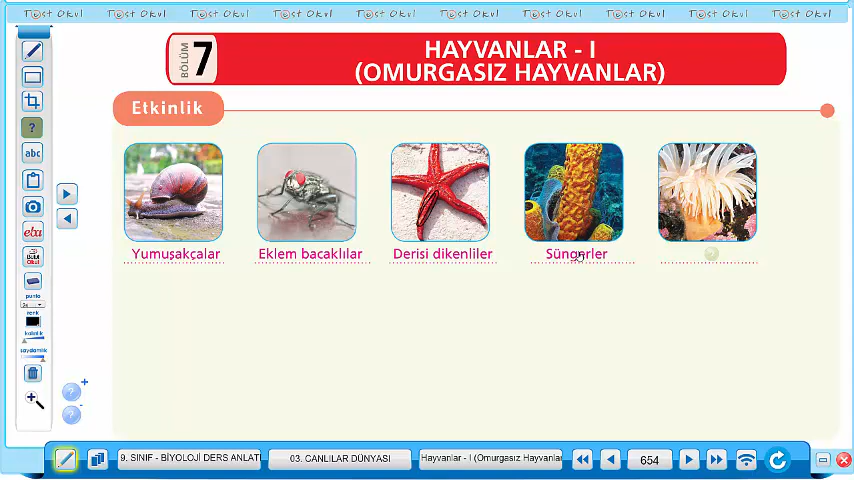 Test Okul Test Okul Test Okul Test Okul Test Okul Test Okul Test Okul Test Okul Test Okul Test Okul
BÖLÜM 7
HAYVANLAR - I
(OMURGASIZ HAYVANLAR)
Etkinlik
?
abc
eba
Okul
Yumuşakçalar Eklem bacaklılar Derisi dikenliler Süngerler ?
punto
renk
kalınlık
saydamlık
? +
? -
9. SINIF - BİYOLOJİ DERS ANLATI 03. CANLILAR DÜNYASI Hayvanlar - I (Omurgasız Hayvanlar 654